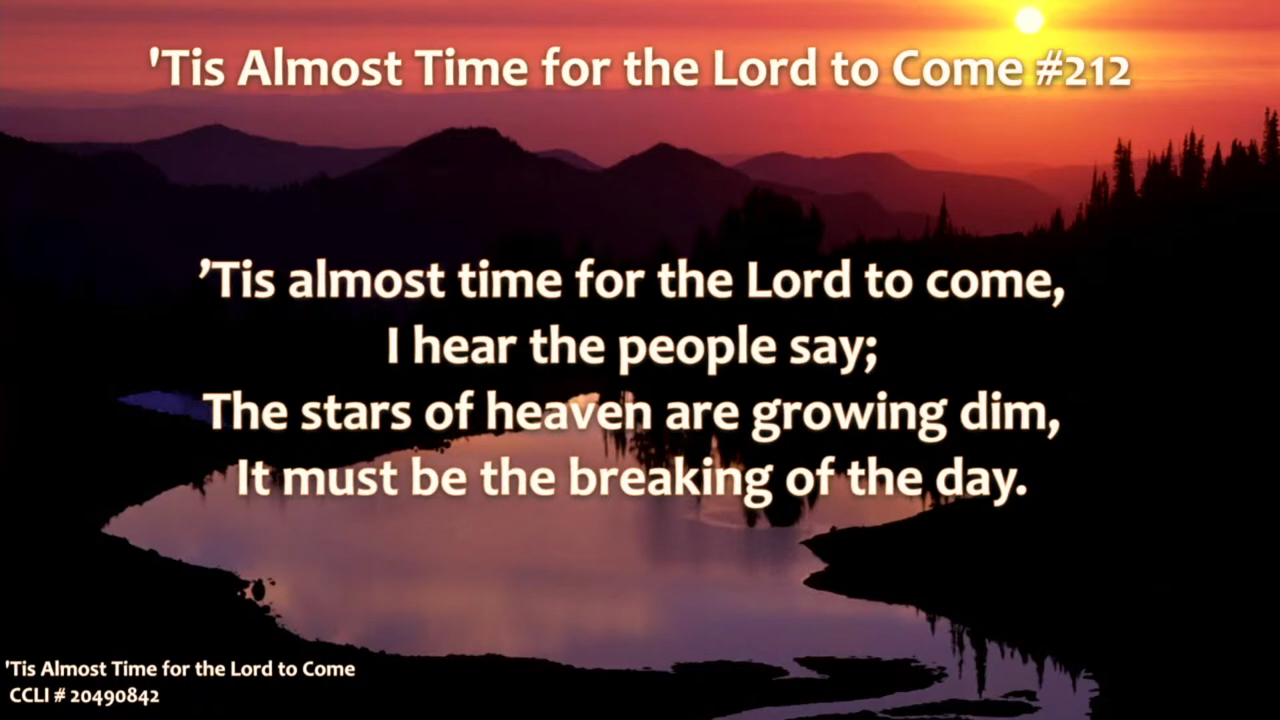 'Tis Almost Time for the Lord to Come #212
’Tis almost time for the Lord to come,
I hear the people say;
The stars of heaven are growing dim,
It must be the breaking of the day.
'Tis Almost Time for the Lord to Come
CCLI # 20490842